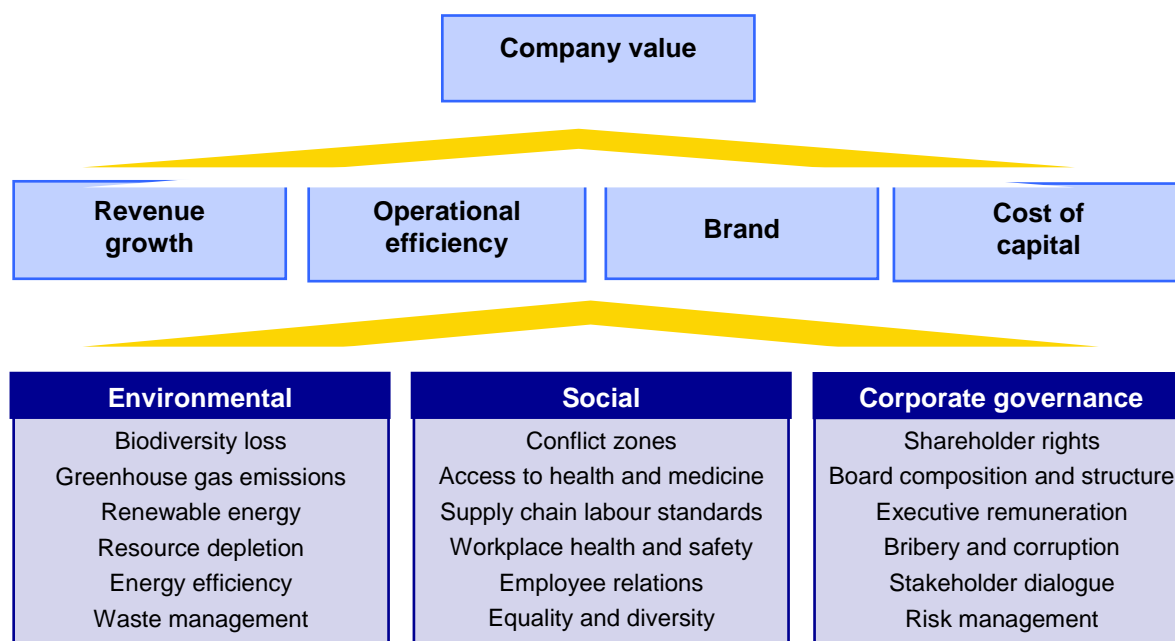 Company value
Revenue
growth
Operational
efficiency
Brand
Cost of
capital
Environmental
Biodiversity loss
Greenhouse gas emissions
Renewable energy
Resource depletion
Energy efficiency
Waste management
Social
Conflict zones
Access to health and medicine
Supply chain labour standards
Workplace health and safety
Employee relations
Equality and diversity
Corporate governance
Shareholder rights
Board composition and structure
Executive remuneration
Bribery and corruption
Stakeholder dialogue
Risk management